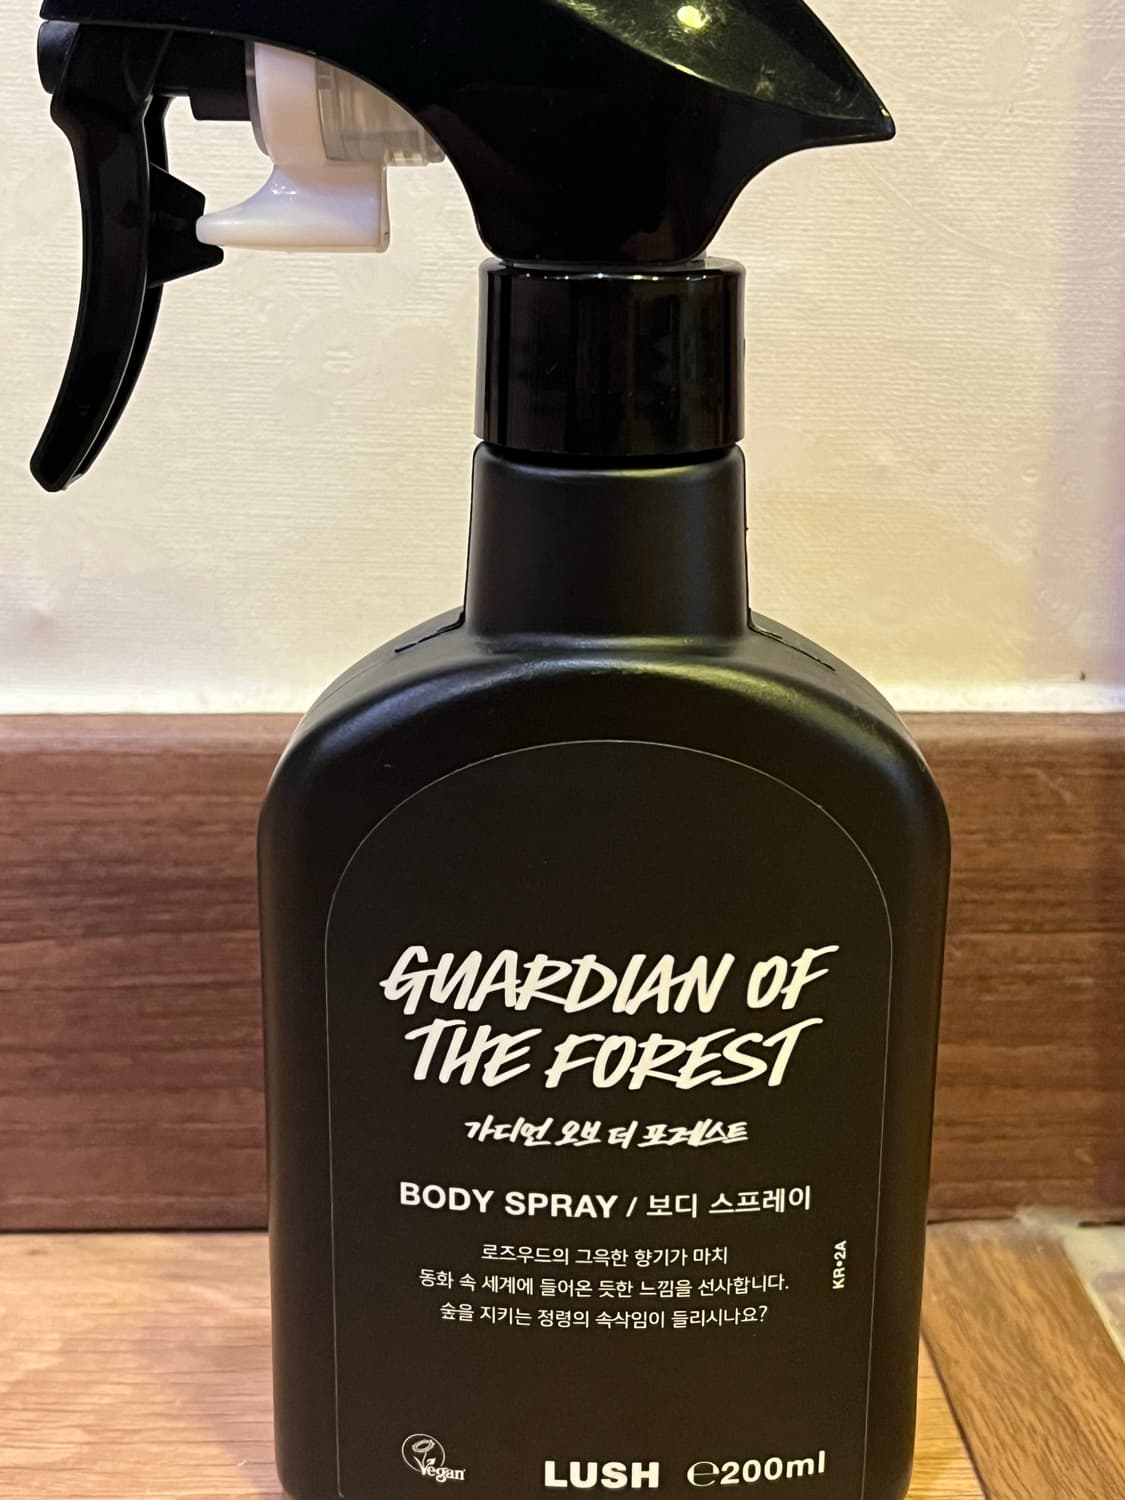 GUARDIAN OF
THE FOREST
가디언 오브 더 포레스트
BODY SPRAY / 보디 스프레이
로즈우드의 그윽한 향기가 마치
동화 속 세계에 들어온 듯한 느낌을 선사합니다.
숲을 지키는 정령의 속삭임이 들리시나요?
KR•2A
Vegan
LUSH ℮200ml